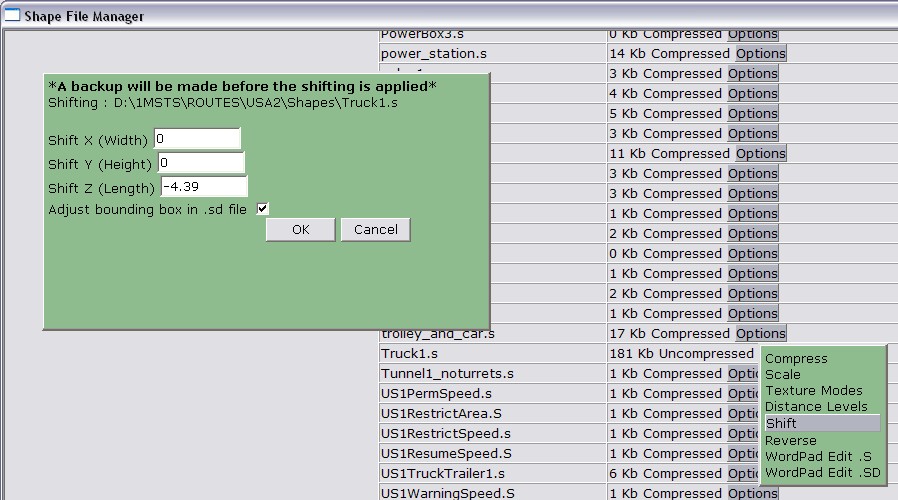 Shape File Manager
PowerBox3.s 0 Kb Compressed Options
power_station.s 14 Kb Compressed Options
3 Kb Compressed Options
*A backup will be made before the shifting is applied*
Shifting : D:\1MSTS\ROUTES\USA2\Shapes\Truck1.s
Shift X (Width) 0
Shift Y (Height) 0
Shift Z (Length) -4.39
Adjust bounding box in .sd file
OK Cancel
4 Kb Compressed Options
5 Kb Compressed Options
3 Kb Compressed Options
11 Kb Compressed Options
3 Kb Compressed Options
3 Kb Compressed Options
1 Kb Compressed Options
2 Kb Compressed Options
0 Kb Compressed Options
1 Kb Compressed Options
2 Kb Compressed Options
1 Kb Compressed Options
trolley_and_car.s 17 Kb Compressed Options
Truck1.s 181 Kb Uncompressed
Tunnel1_noturrets.s 1 Kb Compressed
US1PermSpeed.s 1 Kb Compressed
US1RestrictArea.S 1 Kb Compressed
US1RestrictSpeed.s 1 Kb Compressed
US1ResumeSpeed.S 1 Kb Compressed
US1TruckTrailer1.s 6 Kb Compressed
US1WarningSpeed.S 1 Kb Compressed Options
Compress
Scale
Texture Modes
Distance Levels
Shift
Reverse
WordPad Edit .S
WordPad Edit .SD